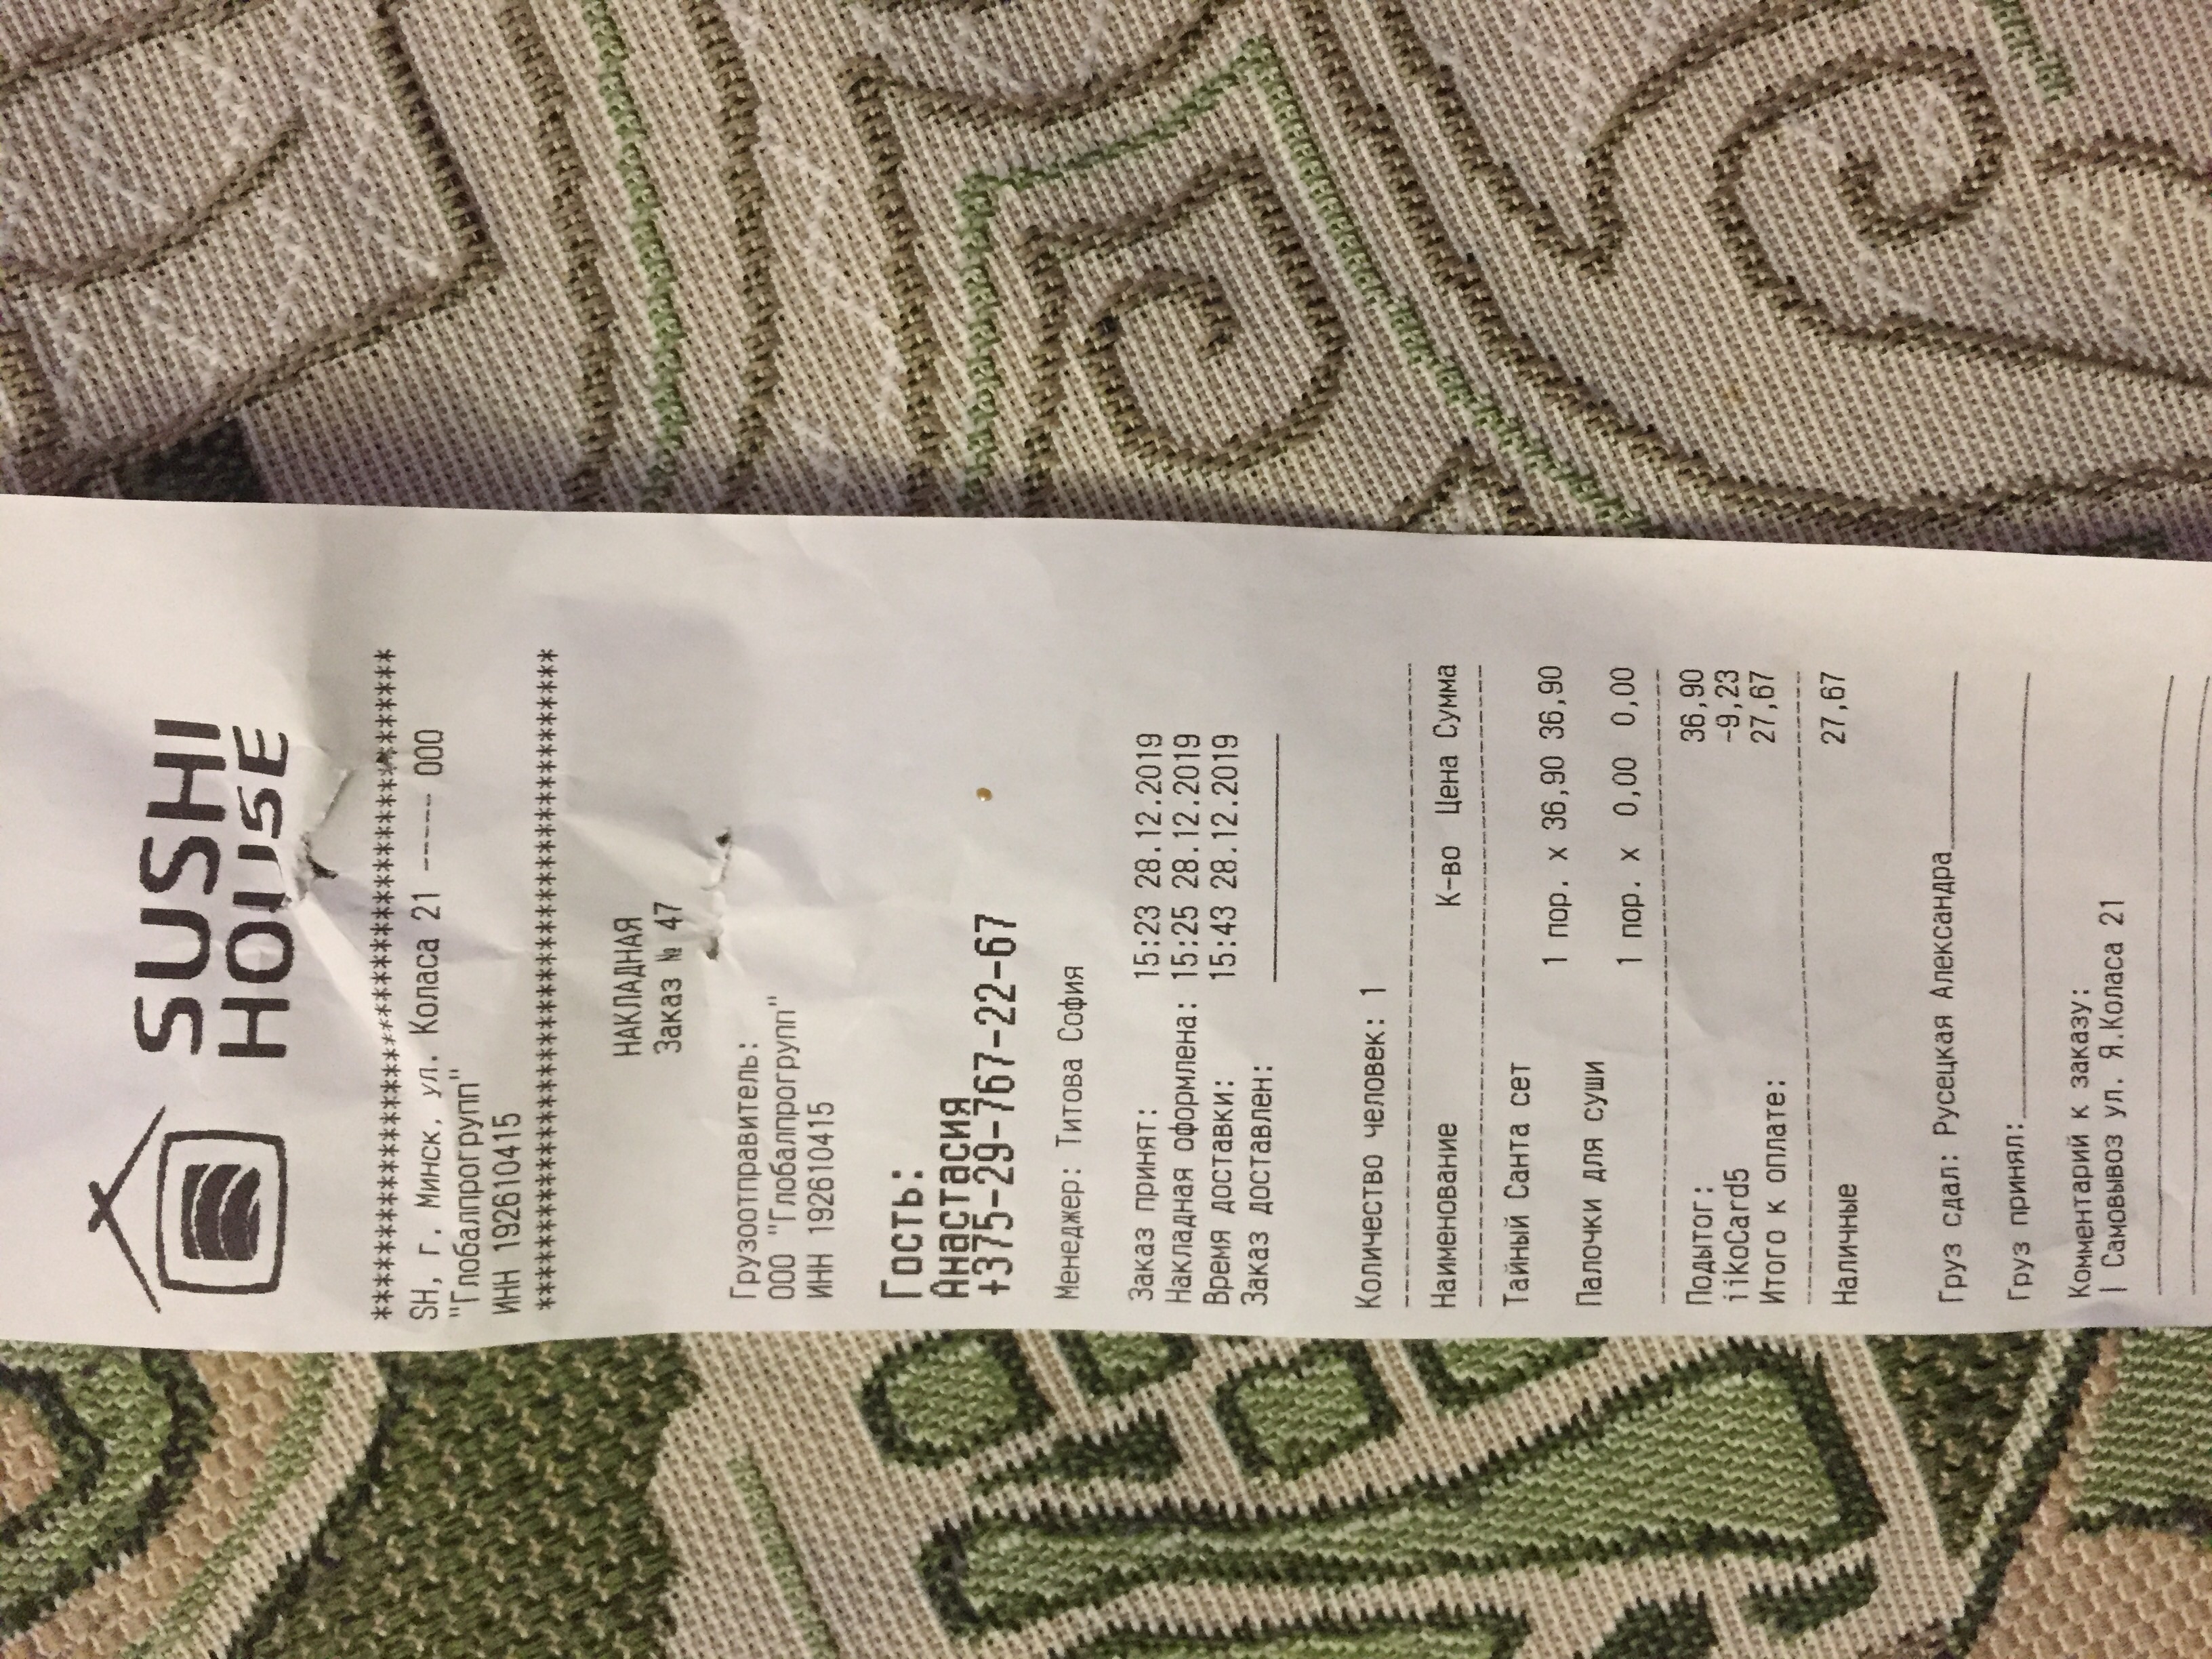 SUSHI
HOUSE
****************************************
SH, г. Минск, ул. Коласа 21 ----- ООО
"Глобалпрогрупп"
ИНН 192610415
****************************************
НАКЛАДНАЯ
Заказ № 47
Грузоотправитель:
ООО "Глобалпрогрупп"
ИНН 192610415
Гость:
Анастасия
+375-29-767-22-67
Менеджер: Титова София
Заказ принят: 15:23 28.12.2019
Накладная оформлена: 15:25 28.12.2019
Время доставки: 15:43 28.12.2019
Заказ доставлен:
Количество человек: 1
Наименование К-во Цена Сумма
Тайный Санта сет
1 пор. x 36,90 36,90
Палочки для суши
1 пор. x 0,00 0,00
Подытог: 36,90
iikoCard5 -9,23
Итого к оплате: 27,67
Наличные 27,67
Груз сдал: Русецкая Александра
Груз принял:
Комментарий к заказу:
| Самовывоз ул. Я.Коласа 21